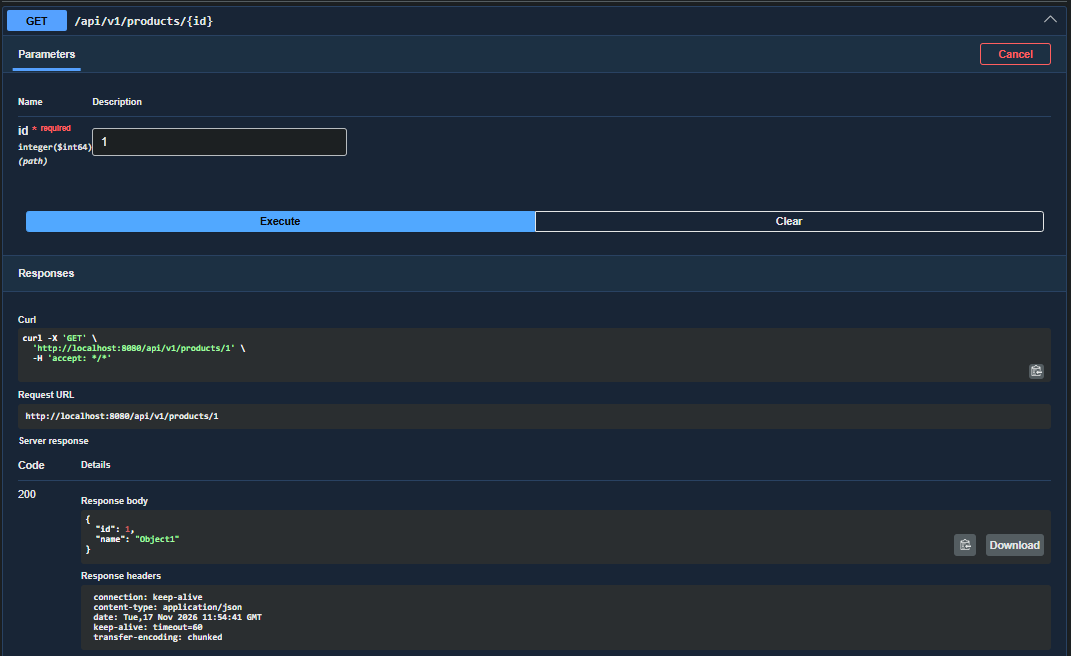 GET /api/v1/products/{id}
Parameters
Cancel
Name Description
id * required
integer($int64)
(path)
1
Execute Clear
Responses
Curl
curl -X 'GET' \
'http://localhost:8080/api/v1/products/1' \
-H 'accept: */*'
Request URL
http://localhost:8080/api/v1/products/1
Server response
Code Details
200
Response body
{
"id": 1,
"name": "Object1"
}
Download
Response headers
connection: keep-alive
content-type: application/json
date: Tue,17 Nov 2026 11:54:41 GMT
keep-alive: timeout=60
transfer-encoding: chunked